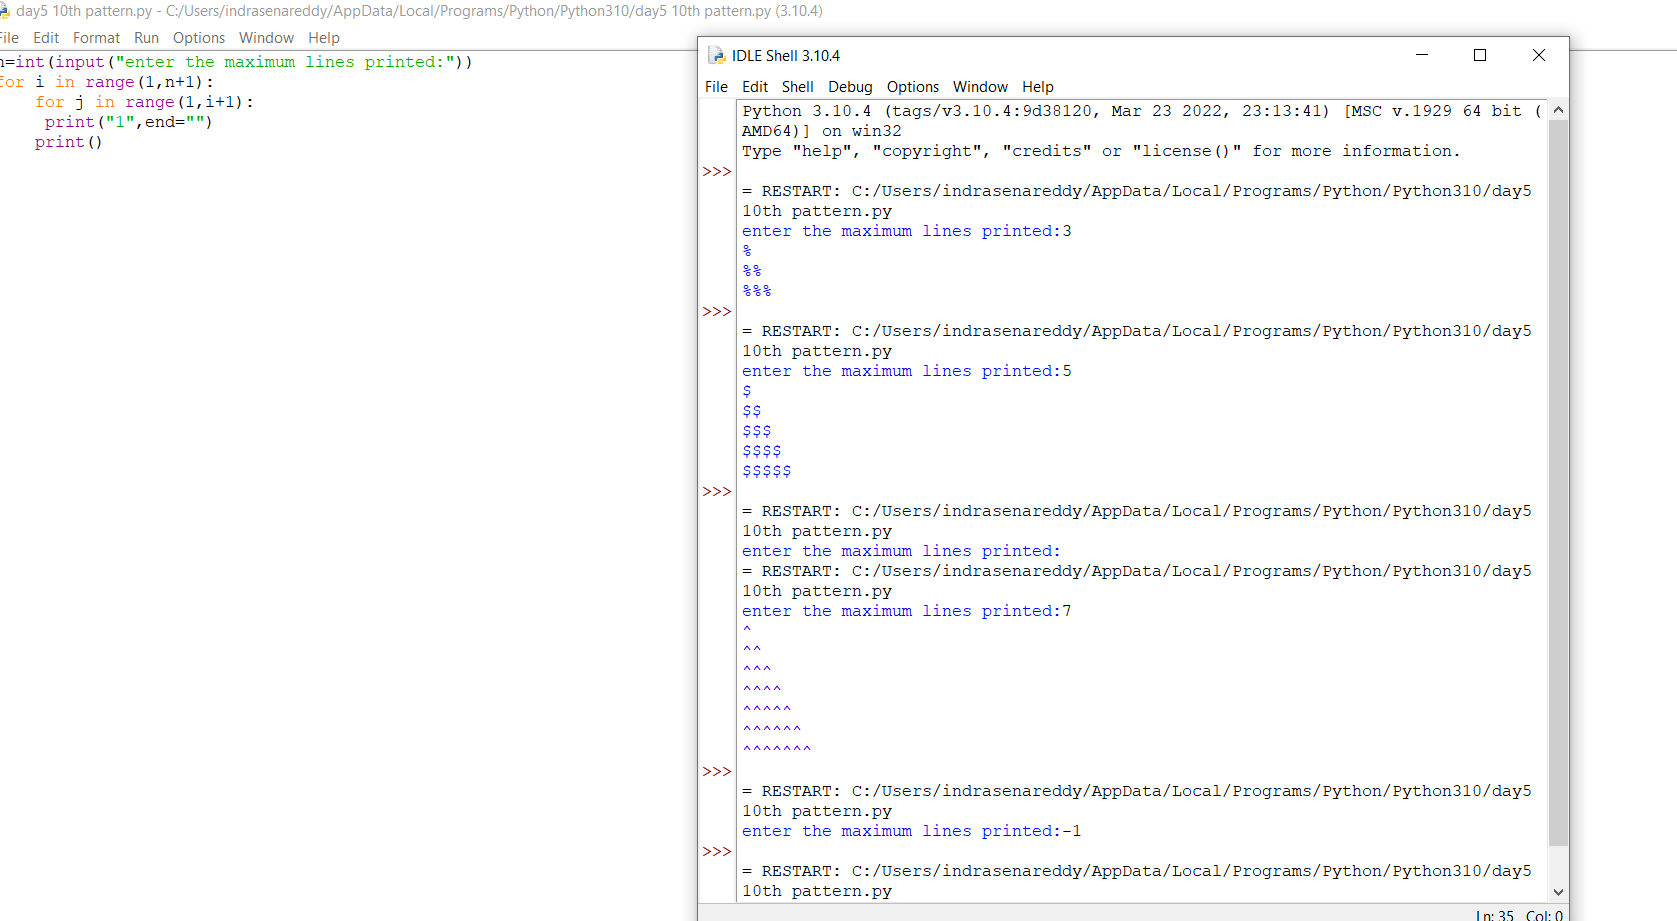 day5 10th pattern.py - C:/Users/indrasenareddy/AppData/Local/Programs/Python/Python310/day5 10th pattern.py (3.10.4)
File Edit Format Run Options Window Help
n=int(input("enter the maximum lines printed:"))
for i in range(1,n+1):
    for j in range(1,i+1):
     print("1",end="")
    print()
IDLE Shell 3.10.4
File Edit Shell Debug Options Window Help
Python 3.10.4 (tags/v3.10.4:9d38120, Mar 23 2022, 23:13:41) [MSC v.1929 64 bit (
AMD64)] on win32
Type "help", "copyright", "credits" or "license()" for more information.
>>>
= RESTART: C:/Users/indrasenareddy/AppData/Local/Programs/Python/Python310/day5
10th pattern.py
enter the maximum lines printed:3
%
%%
%%%
>>>
= RESTART: C:/Users/indrasenareddy/AppData/Local/Programs/Python/Python310/day5
10th pattern.py
enter the maximum lines printed:5
$
$$
$$$
$$$$
$$$$$
>>>
= RESTART: C:/Users/indrasenareddy/AppData/Local/Programs/Python/Python310/day5
10th pattern.py
enter the maximum lines printed:
= RESTART: C:/Users/indrasenareddy/AppData/Local/Programs/Python/Python310/day5
10th pattern.py
enter the maximum lines printed:7
^
^^
^^^
^^^^
^^^^^
^^^^^^
^^^^^^^
>>>
= RESTART: C:/Users/indrasenareddy/AppData/Local/Programs/Python/Python310/day5
10th pattern.py
enter the maximum lines printed:-1
>>>
= RESTART: C:/Users/indrasenareddy/AppData/Local/Programs/Python/Python310/day5
10th pattern.py
Ln: 35 Col: 0